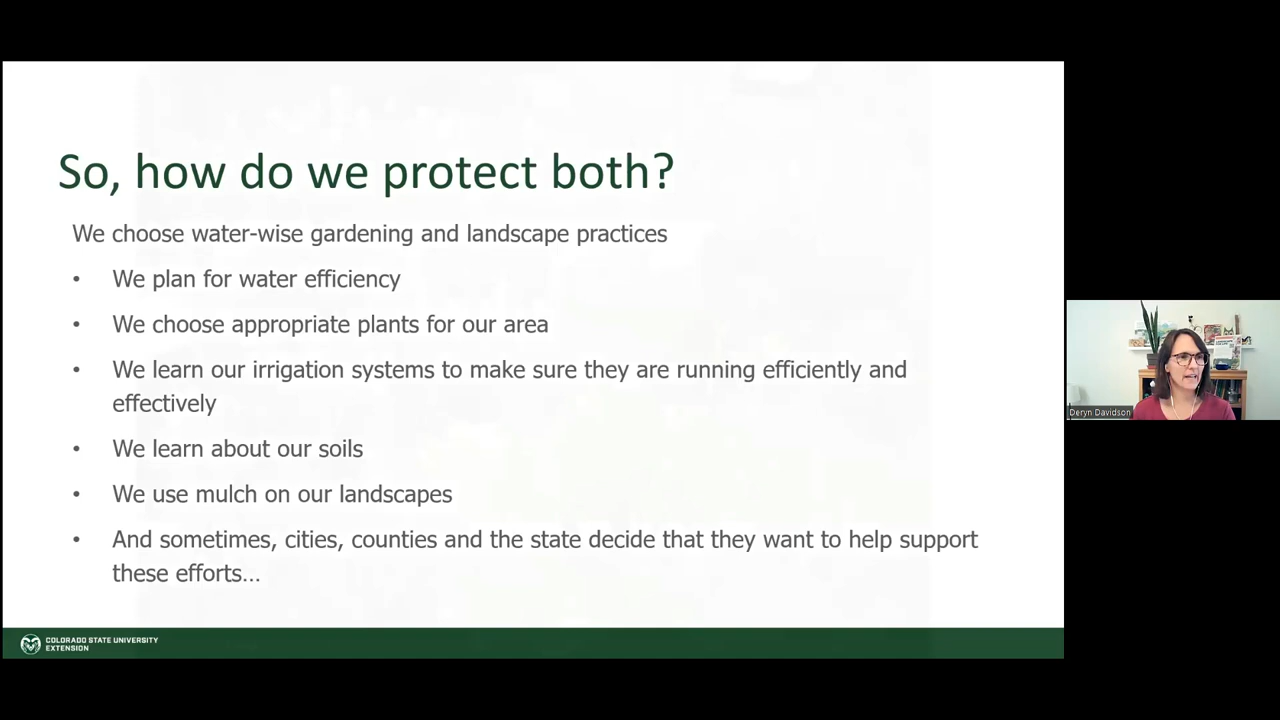 So, how do we protect both?
We choose water-wise gardening and landscape practices
• We plan for water efficiency
• We choose appropriate plants for our area
• We learn our irrigation systems to make sure they are running efficiently and
effectively
• We learn about our soils
• We use mulch on our landscapes
• And sometimes, cities, counties and the state decide that they want to help support
these efforts…
COLORADO STATE UNIVERSITY
EXTENSION
Deryn Davidson